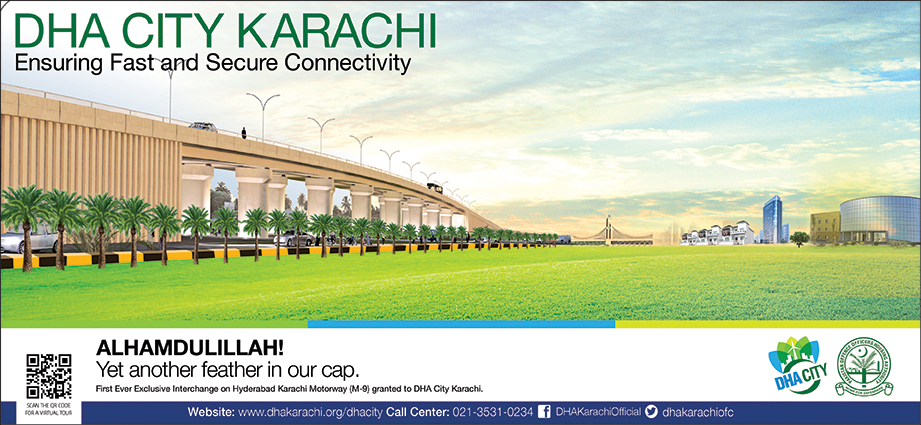 DHA CITY KARACHI
Ensuring Fast and Secure Connectivity
ALHAMDULILLAH!
Yet another feather in our cap.
First Ever Exclusive Interchange on Hyderabad Karachi Motorway (M-9) granted to DHA City Karachi.
SCAN THE QR CODE
FOR A VIRTUAL TOUR
DHA CITY
Website: www.dhakarachi.org/dhacity Call Center: 021-3531-0234 DHAKarachiOfficial dhakarachiofc